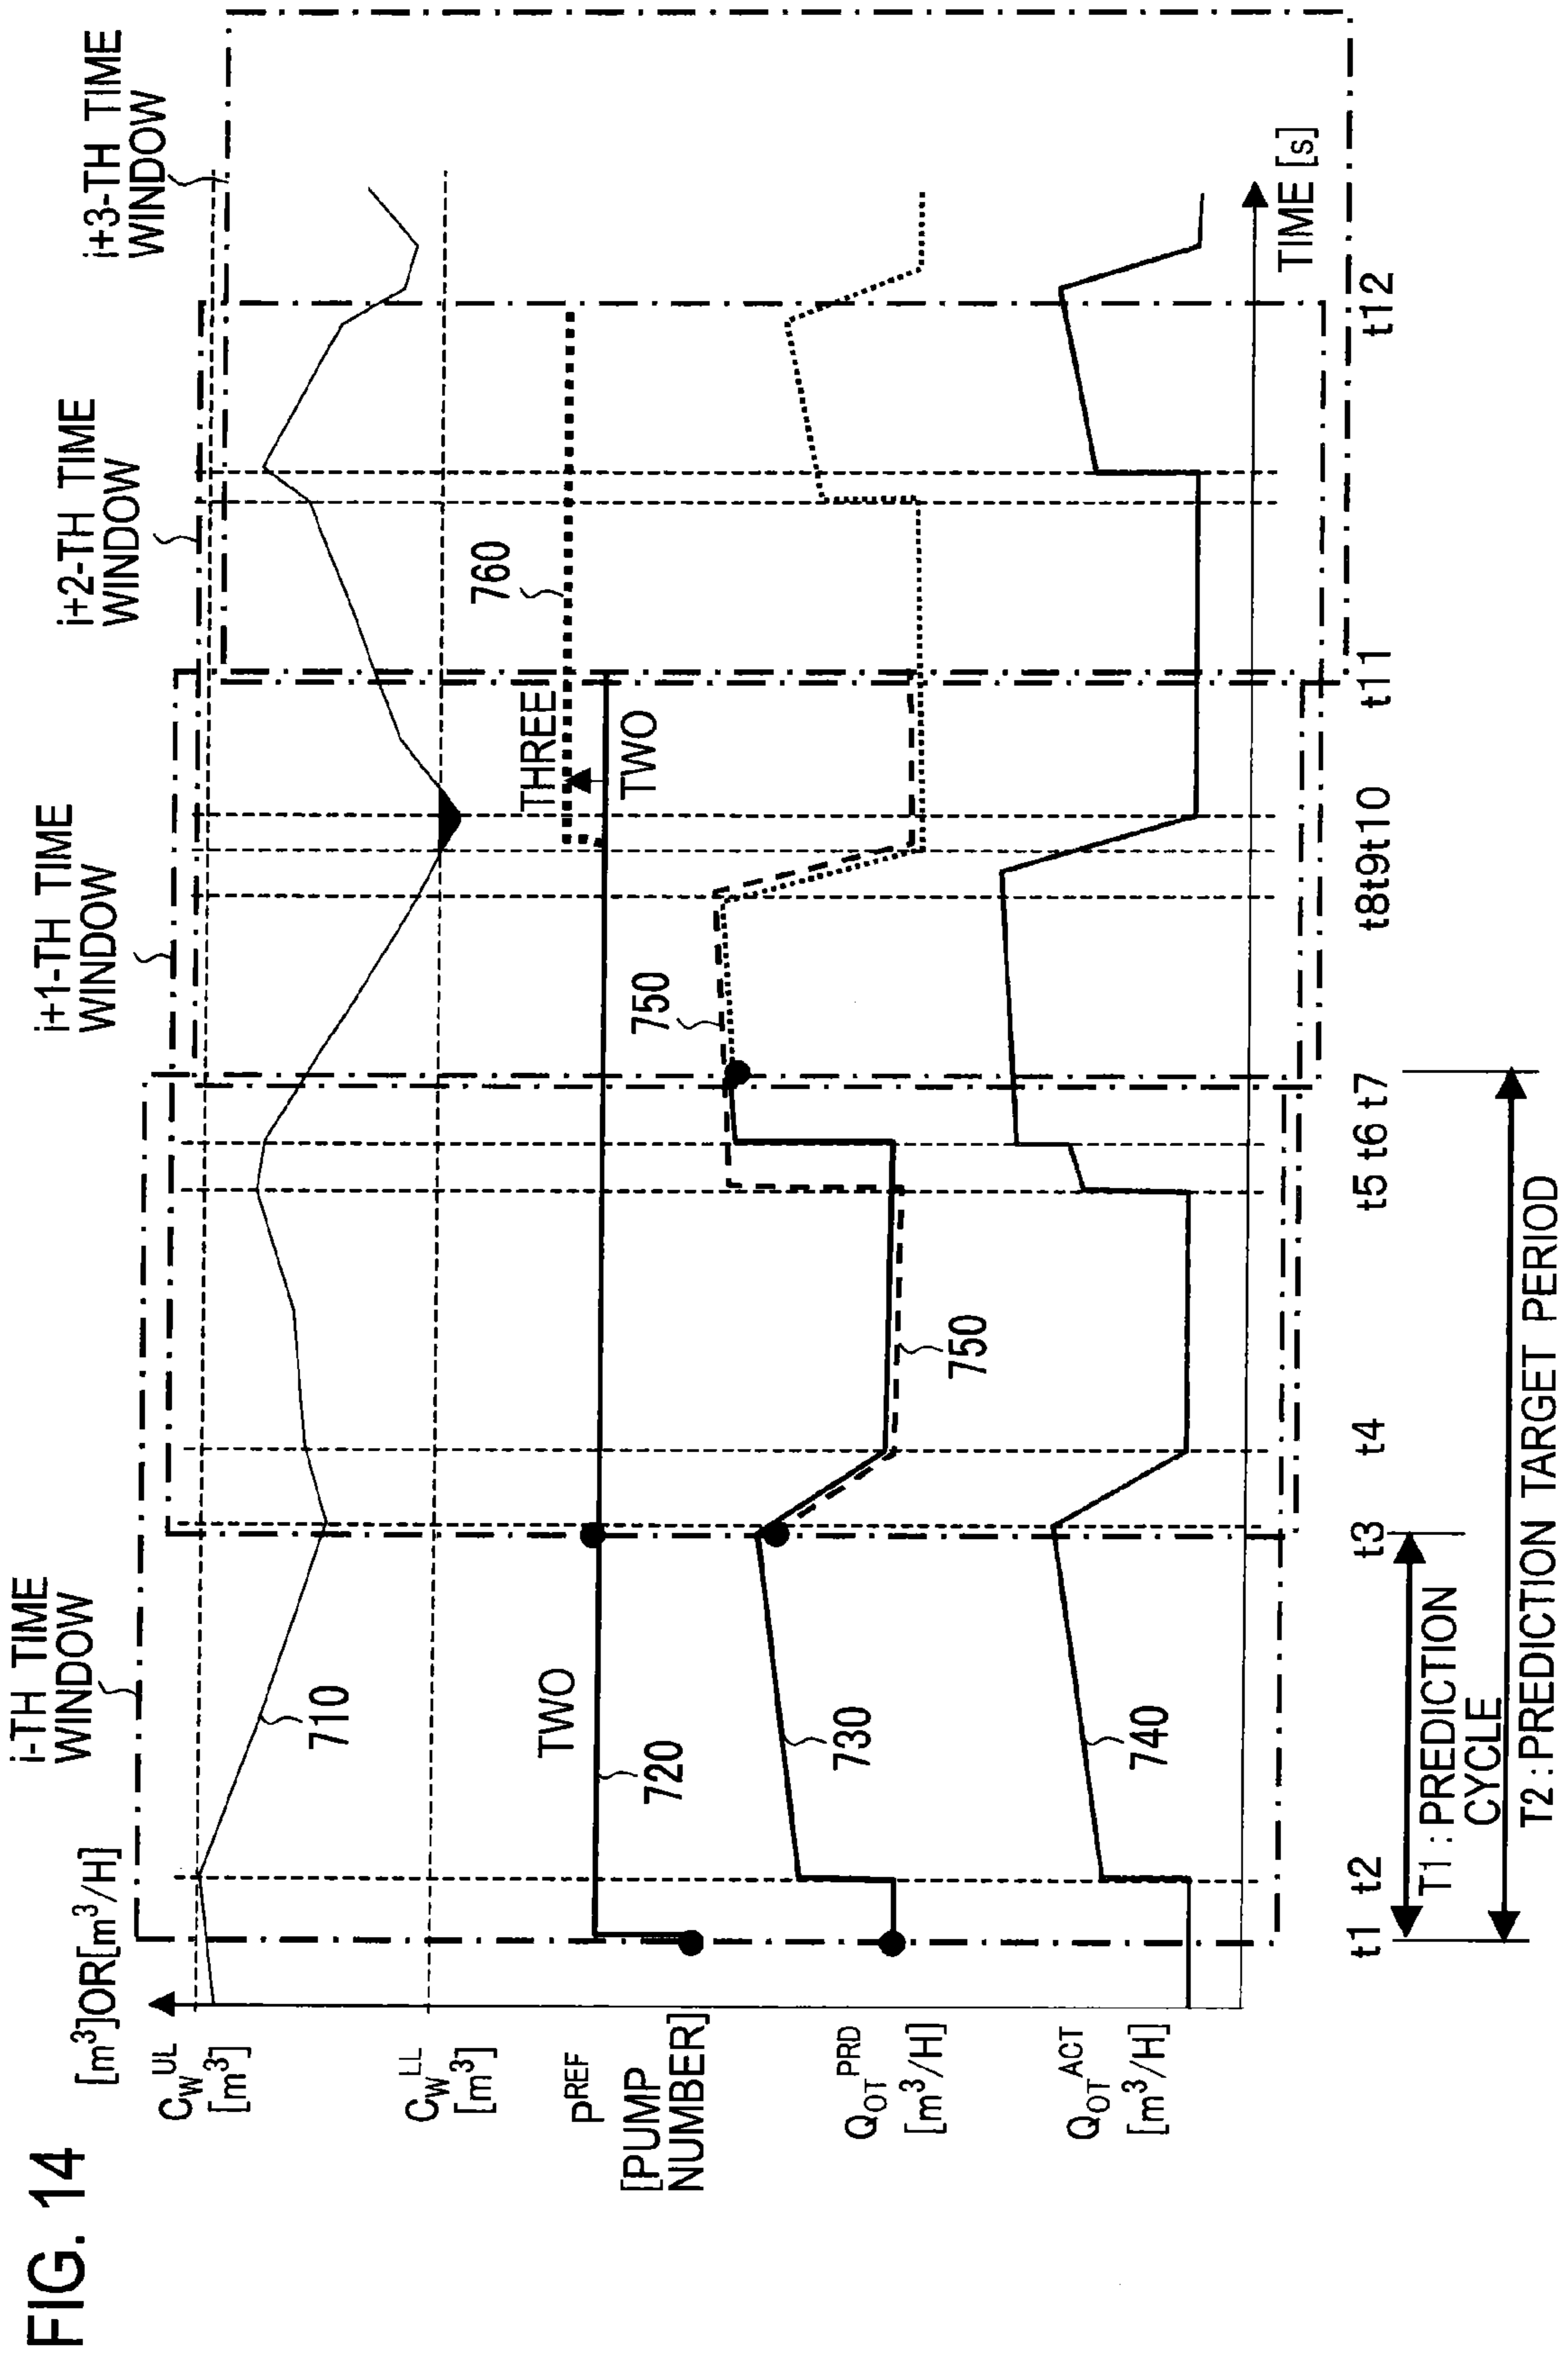 FIG. 14
[m³]OR[m³/H]
i-TH TIME
WINDOW
i+1-TH TIME
WINDOW
i+2-TH TIME
WINDOW
i+3-TH TIME
WINDOW
C_W^UL
[m³]
C_W^LL
[m³]
P^REF
[PUMP
NUMBER]
Q_OT^PRD
[m³/H]
Q_OT^ACT
[m³/H]
710
TWO
720
730
740
750
750
THREE
TWO
760
TIME [s]
t1 t2 t3 t4 t5 t6 t7 t8 t9 t10 t11 t12
T1 : PREDICTION
CYCLE
T2 : PREDICTION TARGET PERIOD